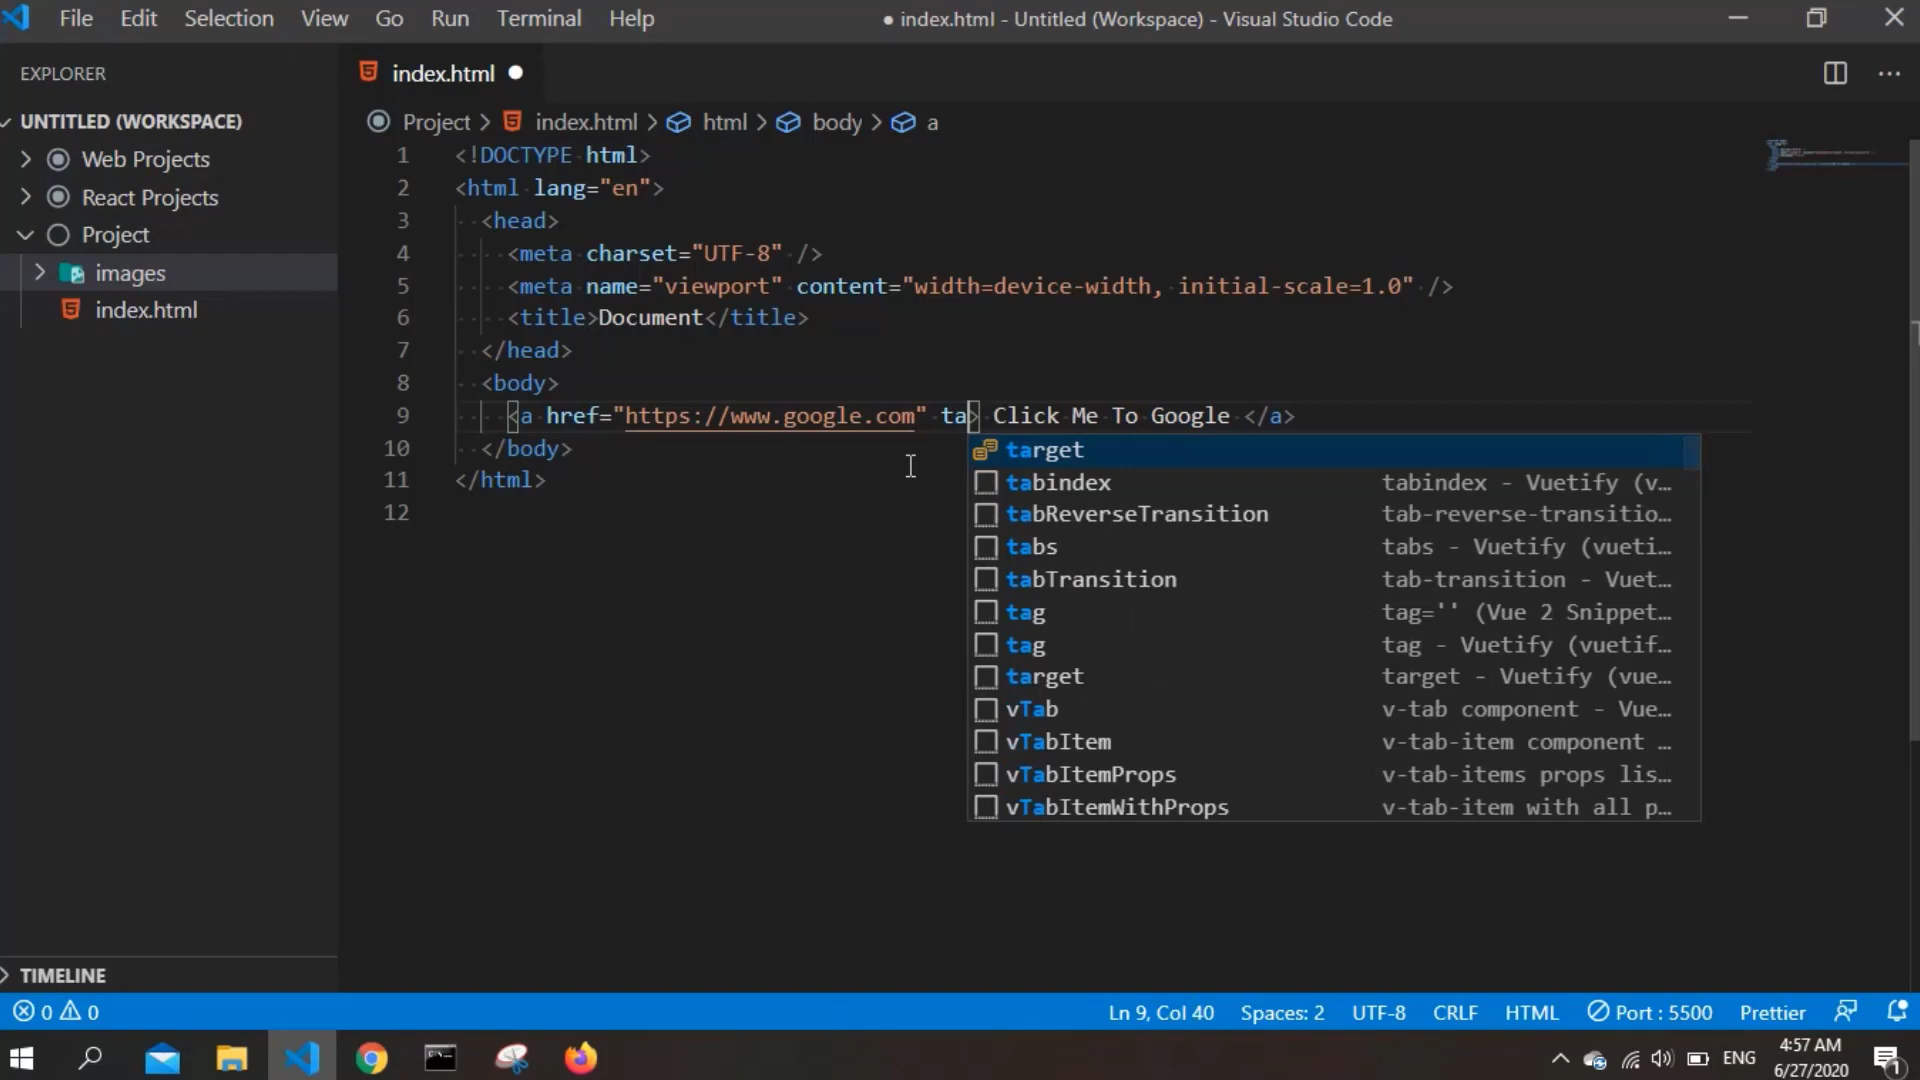 File Edit Selection View Go Run Terminal Help
● index.html - Untitled (Workspace) - Visual Studio Code
EXPLORER
index.html
UNTITLED (WORKSPACE)
Web Projects
React Projects
Project
images
index.html
Project > index.html > html > body > a
1 <!DOCTYPE html>
2 <html lang="en">
3 <head>
4 <meta charset="UTF-8" />
5 <meta name="viewport" content="width=device-width, initial-scale=1.0" />
6 <title>Document</title>
7 </head>
8 <body>
9 <a href="https://www.google.com" ta> Click Me To Google </a>
10 </body>
11 </html>
12
target
tabindex tabindex - Vuetify (v…
tabReverseTransition tab-reverse-transitio…
tabs tabs - Vuetify (vueti…
tabTransition tab-transition - Vuet…
tag tag='' (Vue 2 Snippet…
tag tag - Vuetify (vuetif…
target target - Vuetify (vue…
vTab v-tab component - Vue…
vTabItem v-tab-item component …
vTabItemProps v-tab-items props lis…
vTabItemWithProps v-tab-item with all p…
TIMELINE
0 0
Ln 9, Col 40 Spaces: 2 UTF-8 CRLF HTML Port : 5500 Prettier
ENG
4:57 AM
6/27/2020
1